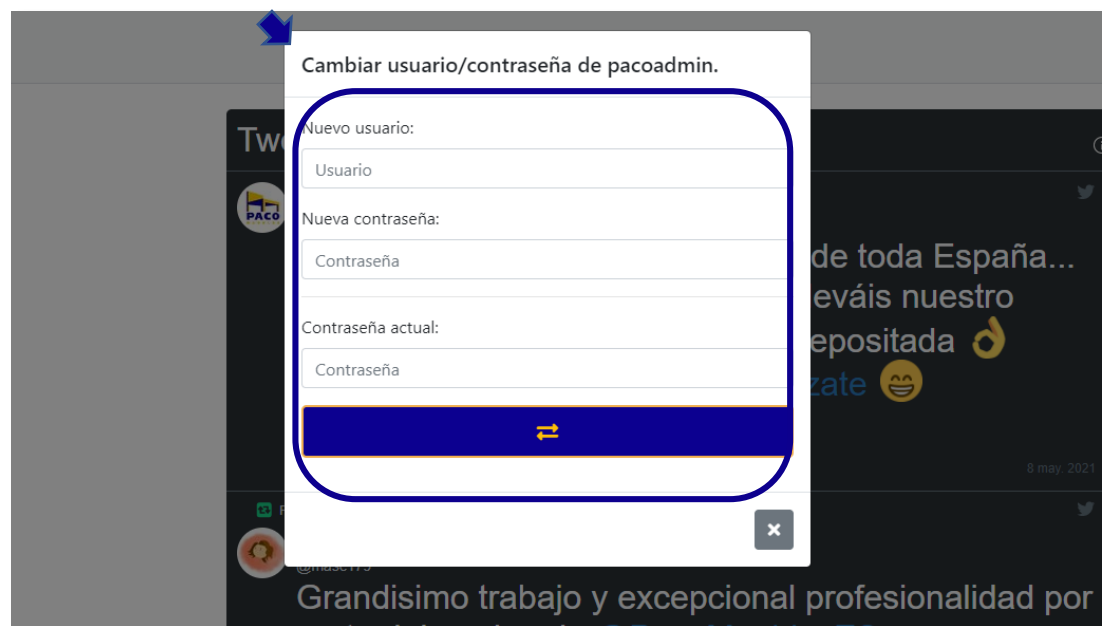 Cambiar usuario/contraseña de pacoadmin.
Nuevo usuario:
Usuario
Nueva contraseña:
Contraseña
Contraseña actual:
Contraseña
Tw
PACO
de toda España...
eváis nuestro
epositada
zate
8 may. 2021
Grandisimo trabajo y excepcional profesionalidad por